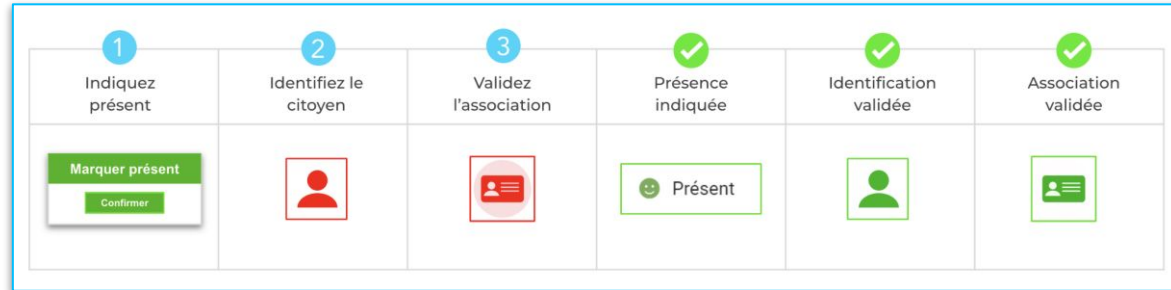 1
Indiquez
présent
2
Identifiez le
citoyen
3
Validez
l'association
Présence
indiquée
Identification
validée
Association
validée
Marquer présent
Confirmer
Présent